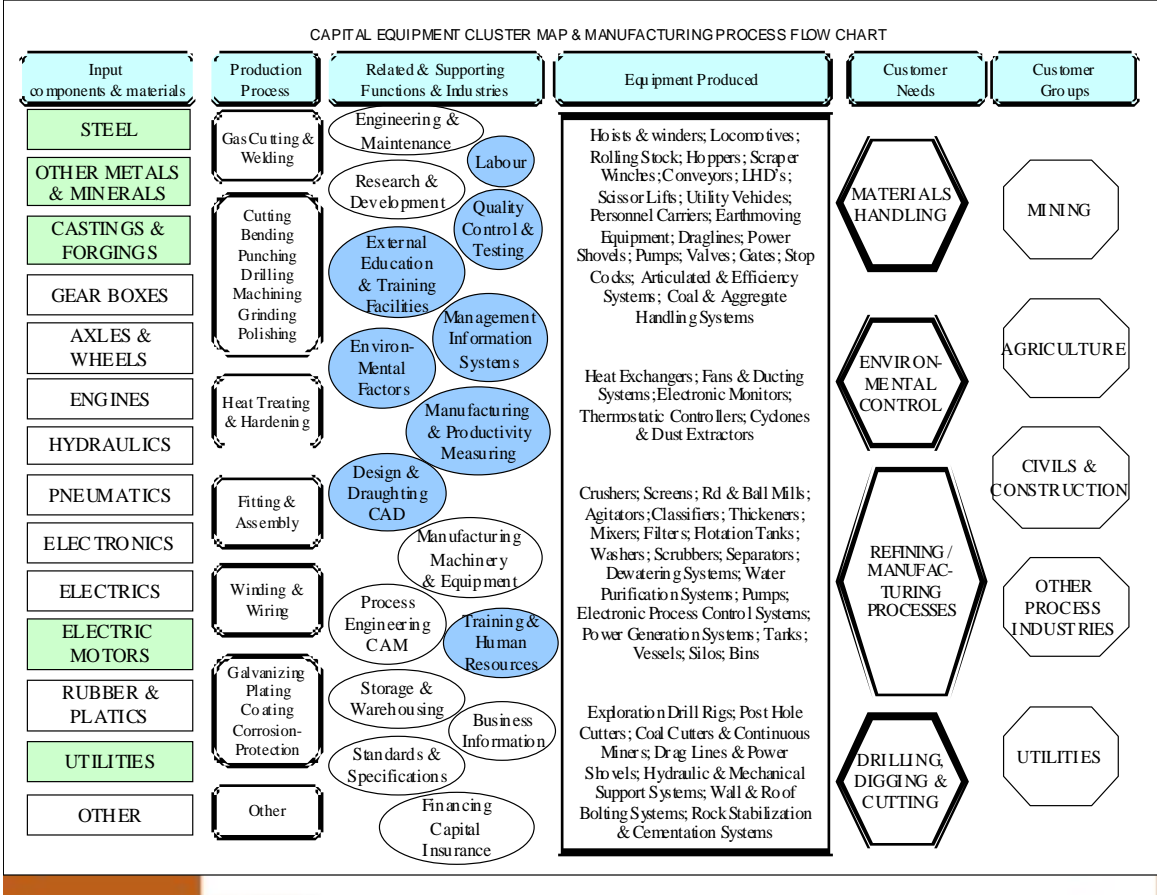 CAPITAL EQUIPMENT CLUSTER MAP & MANUFACTURING PROCESS FLOW CHART
Input
components & materials
STEEL
OTHER METALS
& MINERALS
CASTINGS &
FORGINGS
GEAR BOXES
AXLES &
WHEELS
ENGINES
HYDRAULICS
PNEUMATICS
ELECTRONICS
ELECTRICS
ELECTRIC
MOTORS
RUBBER &
PLATICS
UTILITIES
OTHER
Production
Process
Gas Cutting &
Welding
Cutting
Bending
Punching
Drilling
Machining
Grinding
Polishing
Heat Treating
& Hardening
Fitting &
Assembly
Winding &
Wiring
Galvanizing
Plating
Coating
Corrosion-
Protection
Other
Related & Supporting
Functions & Industries
Engineering &
Maintenance
Labour
Research &
Development
Quality
Control &
Testing
External
Education
& Training
Facilities
Management
Information
Systems
Environ-
Mental
Factors
Manufacturing
& Productivity
Measuring
Design &
Draughting
CAD
Manufacturing
Machinery
& Equipment
Process
Engineering
CAM
Training &
Human
Resources
Storage &
Warehousing
Business
Information
Standards &
Specifications
Financing
Capital
Insurance
Equipment Produced
Hoists & winders; Locomotives;
Rolling Stock; Hoppers; Scraper
Winches; Conveyors; LHD's;
Scissor Lifts; Utility Vehicles;
Personnel Carriers; Earthmoving
Equipment; Draglines; Power
Shovels; Pumps; Valves; Gates; Stop
Cocks; Articulated & Efficiency
Systems; Coal & Aggregate
Handling Systems
Heat Exchangers; Fans & Ducting
Systems; Electronic Monitors;
Thermostatic Controllers; Cyclones
& Dust Extractors
Crushers; Screens; Rd & Ball Mills;
Agitators; Classifiers; Thickeners;
Mixers; Filters; Flotation Tanks;
Washers; Scrubbers; Separators;
Dewatering Systems; Water
Purification Systems; Pumps;
Electronic Process Control Systems;
Power Generation Systems; Tanks;
Vessels; Silos; Bins
Exploration Drill Rigs; Post Hole
Cutters; Coal Cutters & Continuous
Miners; Drag Lines & Power
Shovels; Hydraulic & Mechanical
Support Systems; Wall & Roof
Bolting Systems; Rock Stabilization
& Cementation Systems
Customer
Needs
MATERIALS
HANDLING
ENVIRON-
MENTAL
CONTROL
REFINING /
MANUFAC-
TURING
PROCESSES
DRILLING,
DIGGING &
CUTTING
Customer
Groups
MINING
AGRICULTURE
CIVILS &
CONSTRUCTION
OTHER
PROCESS
INDUSTRIES
UTILITIES